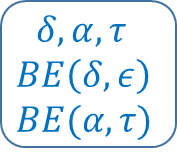 δ, α, τ
BE(δ, ϵ)
BE(α, τ)